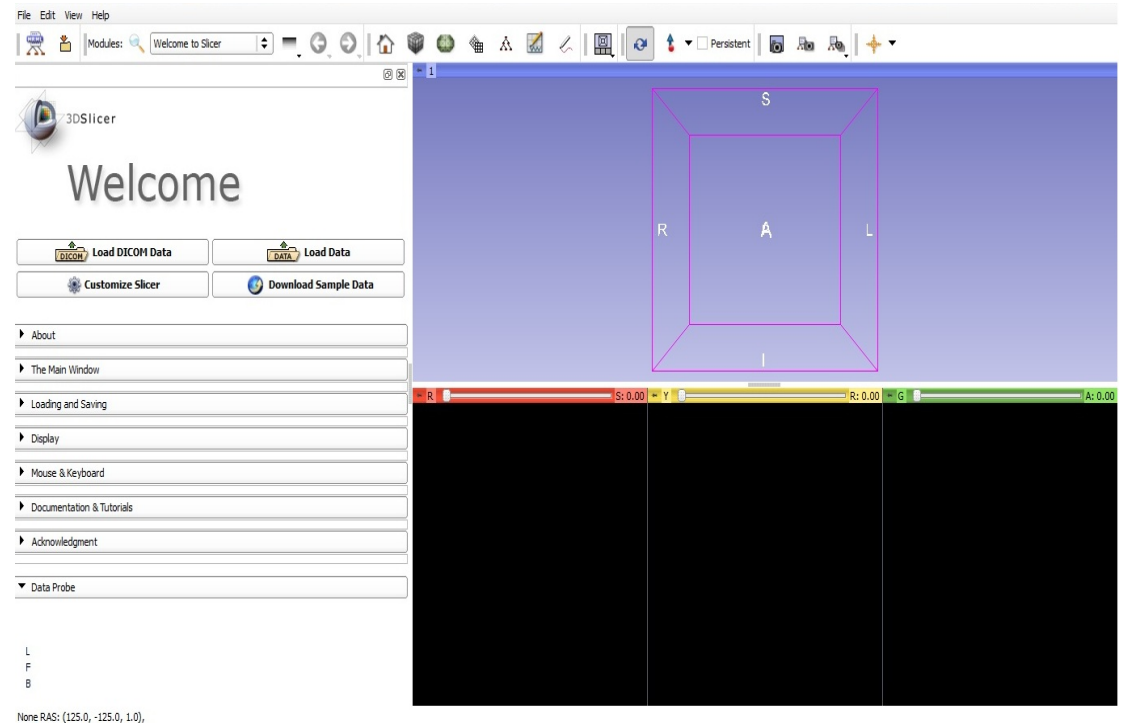 File Edit View Help
Modules: Welcome to Slicer Persistent
1
3DSlicer
Welcome
DICOM Load DICOM Data DATA Load Data
Customize Slicer Download Sample Data
About
The Main Window
Loading and Saving
Display
Mouse & Keyboard
Documentation & Tutorials
Acknowledgment
Data Probe
L
F
B
None RAS: (125.0, -125.0, 1.0),
S
R A L
I
R S: 0.00 Y R: 0.00 G A: 0.00